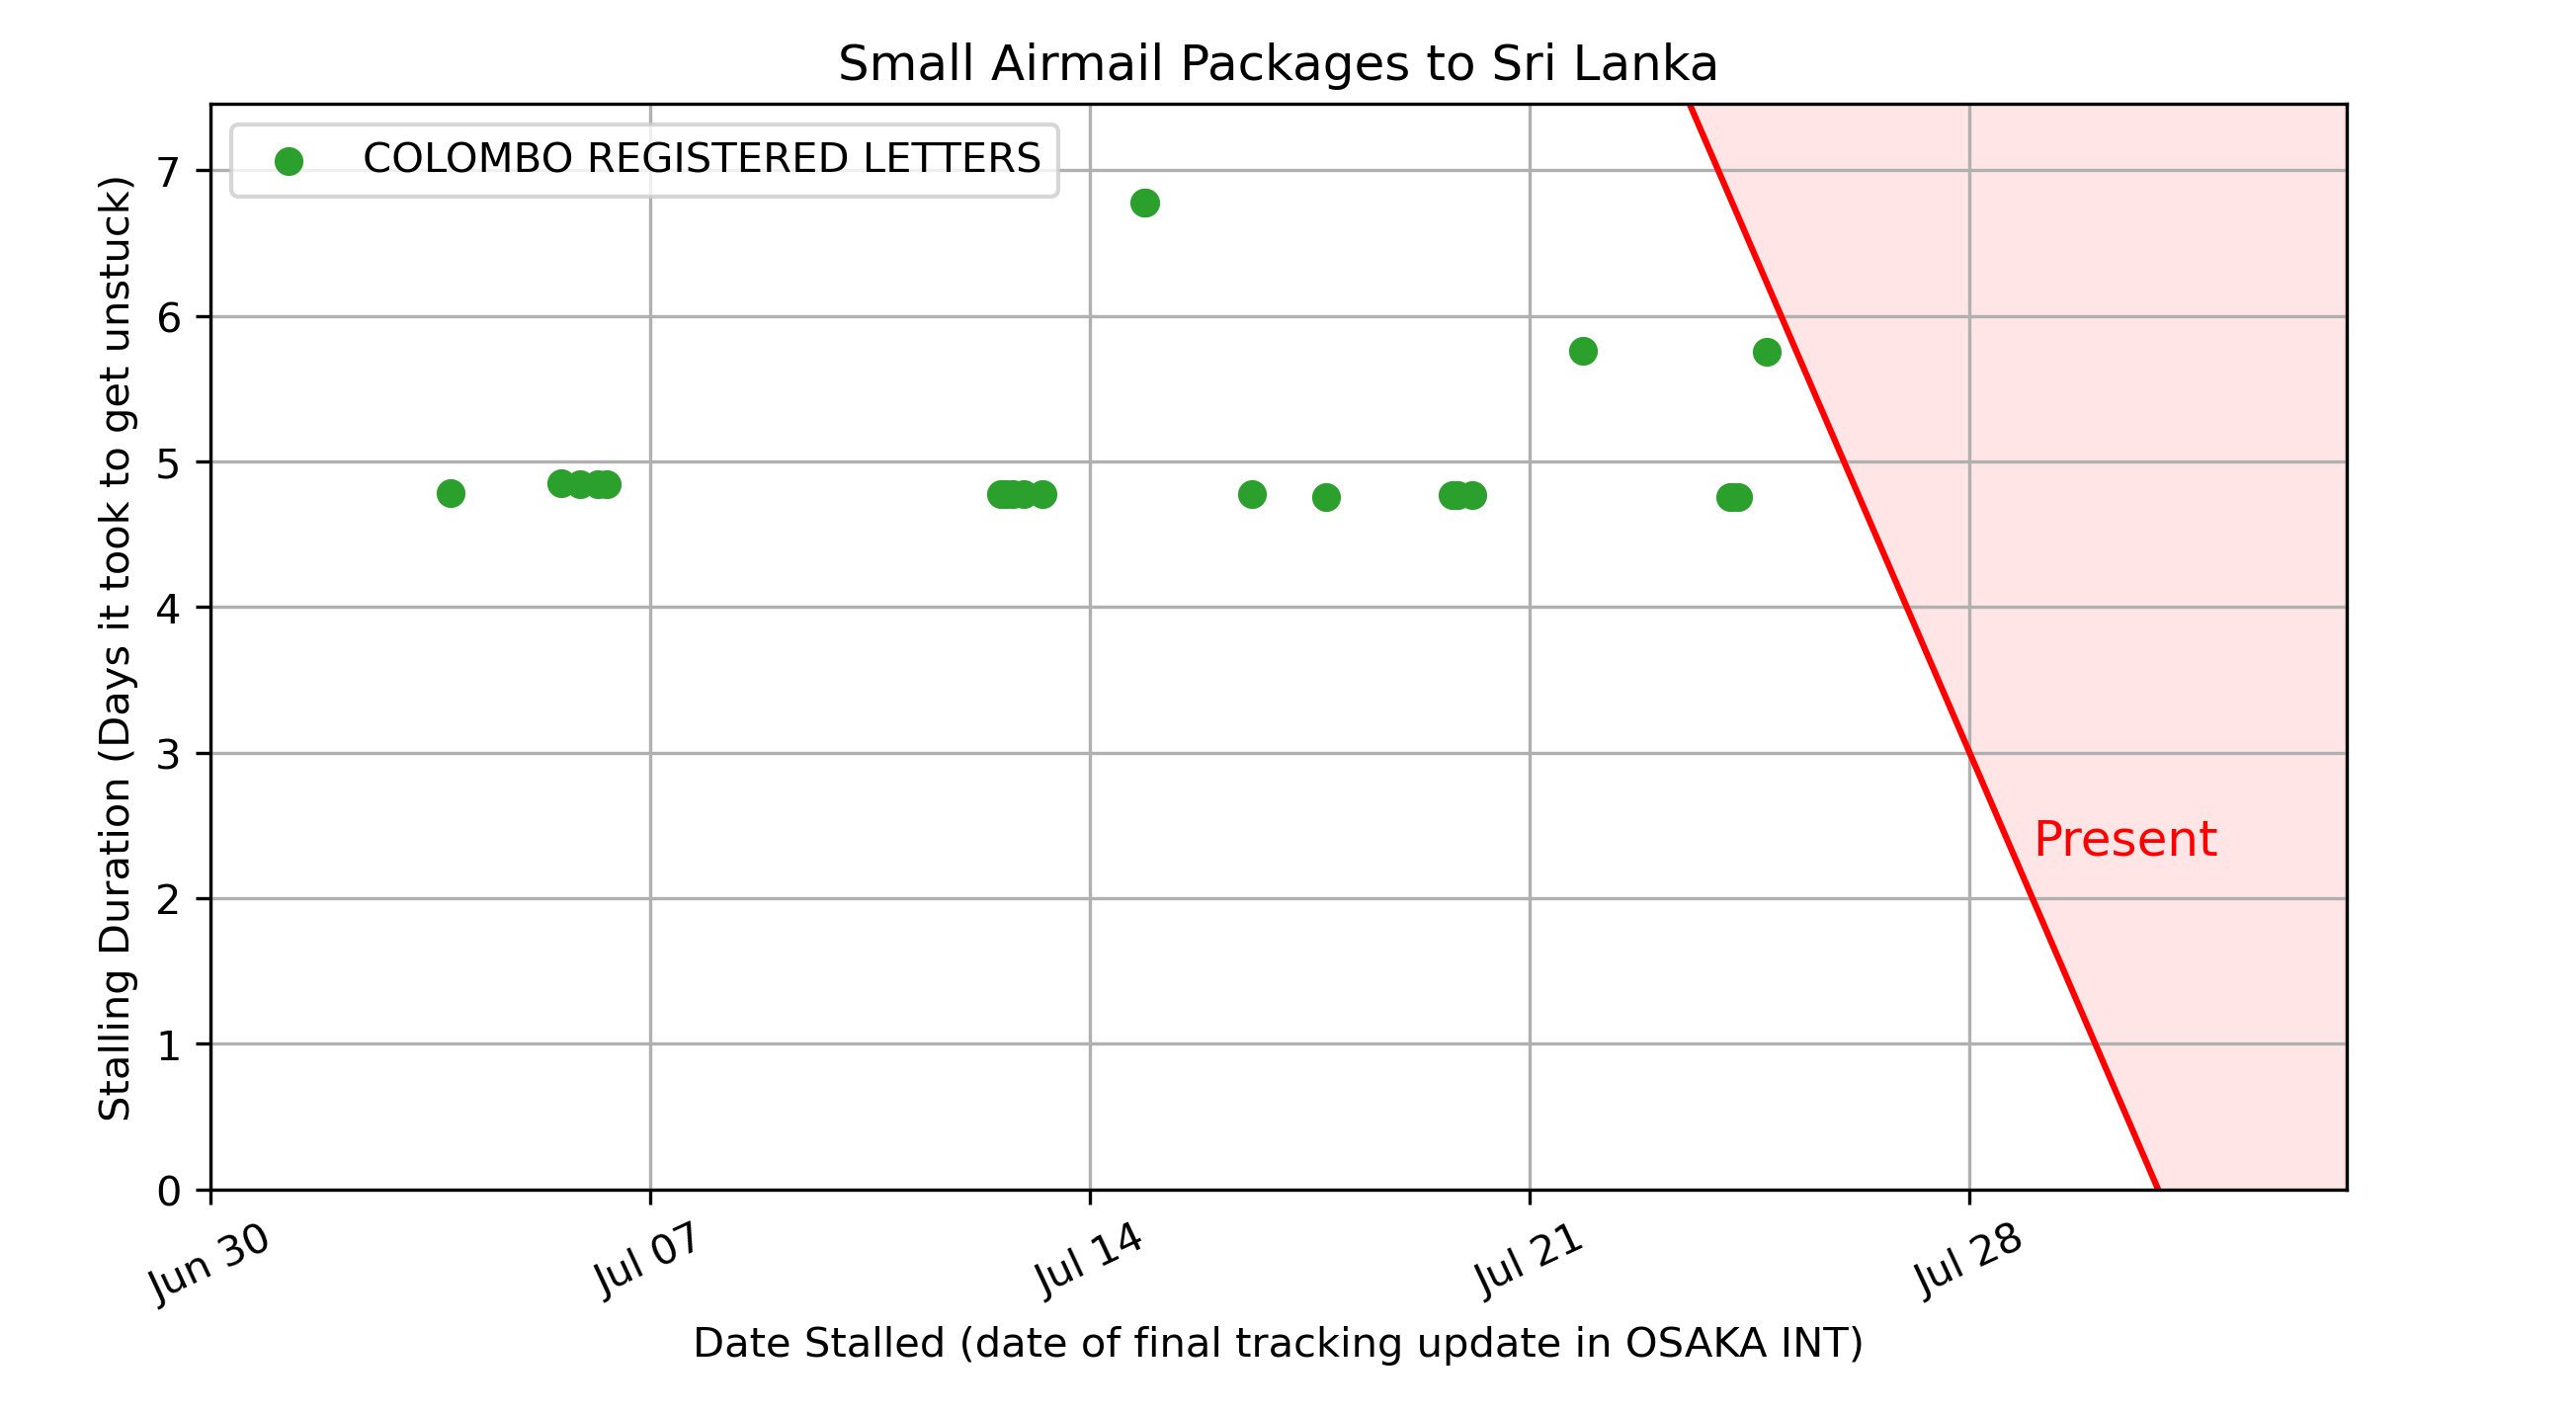 Small Airmail Packages to Sri Lanka
COLOMBO REGISTERED LETTERS
Stalling Duration (Days it took to get unstuck)
7
6
5
4
3
2
1
0
Present
Jun 30
Jul 07
Jul 14
Jul 21
Jul 28
Date Stalled (date of final tracking update in OSAKA INT)